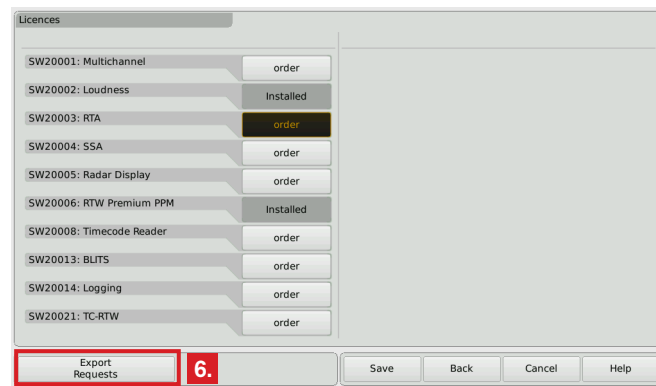 Licences
SW20001: Multichannel
order
SW20002: Loudness
Installed
SW20003: RTA
order
SW20004: SSA
order
SW20005: Radar Display
order
SW20006: RTW Premium PPM
Installed
SW20008: Timecode Reader
order
SW20013: BLITS
order
SW20014: Logging
order
SW20021: TC-RTW
order
Export
Requests
6.
Save
Back
Cancel
Help